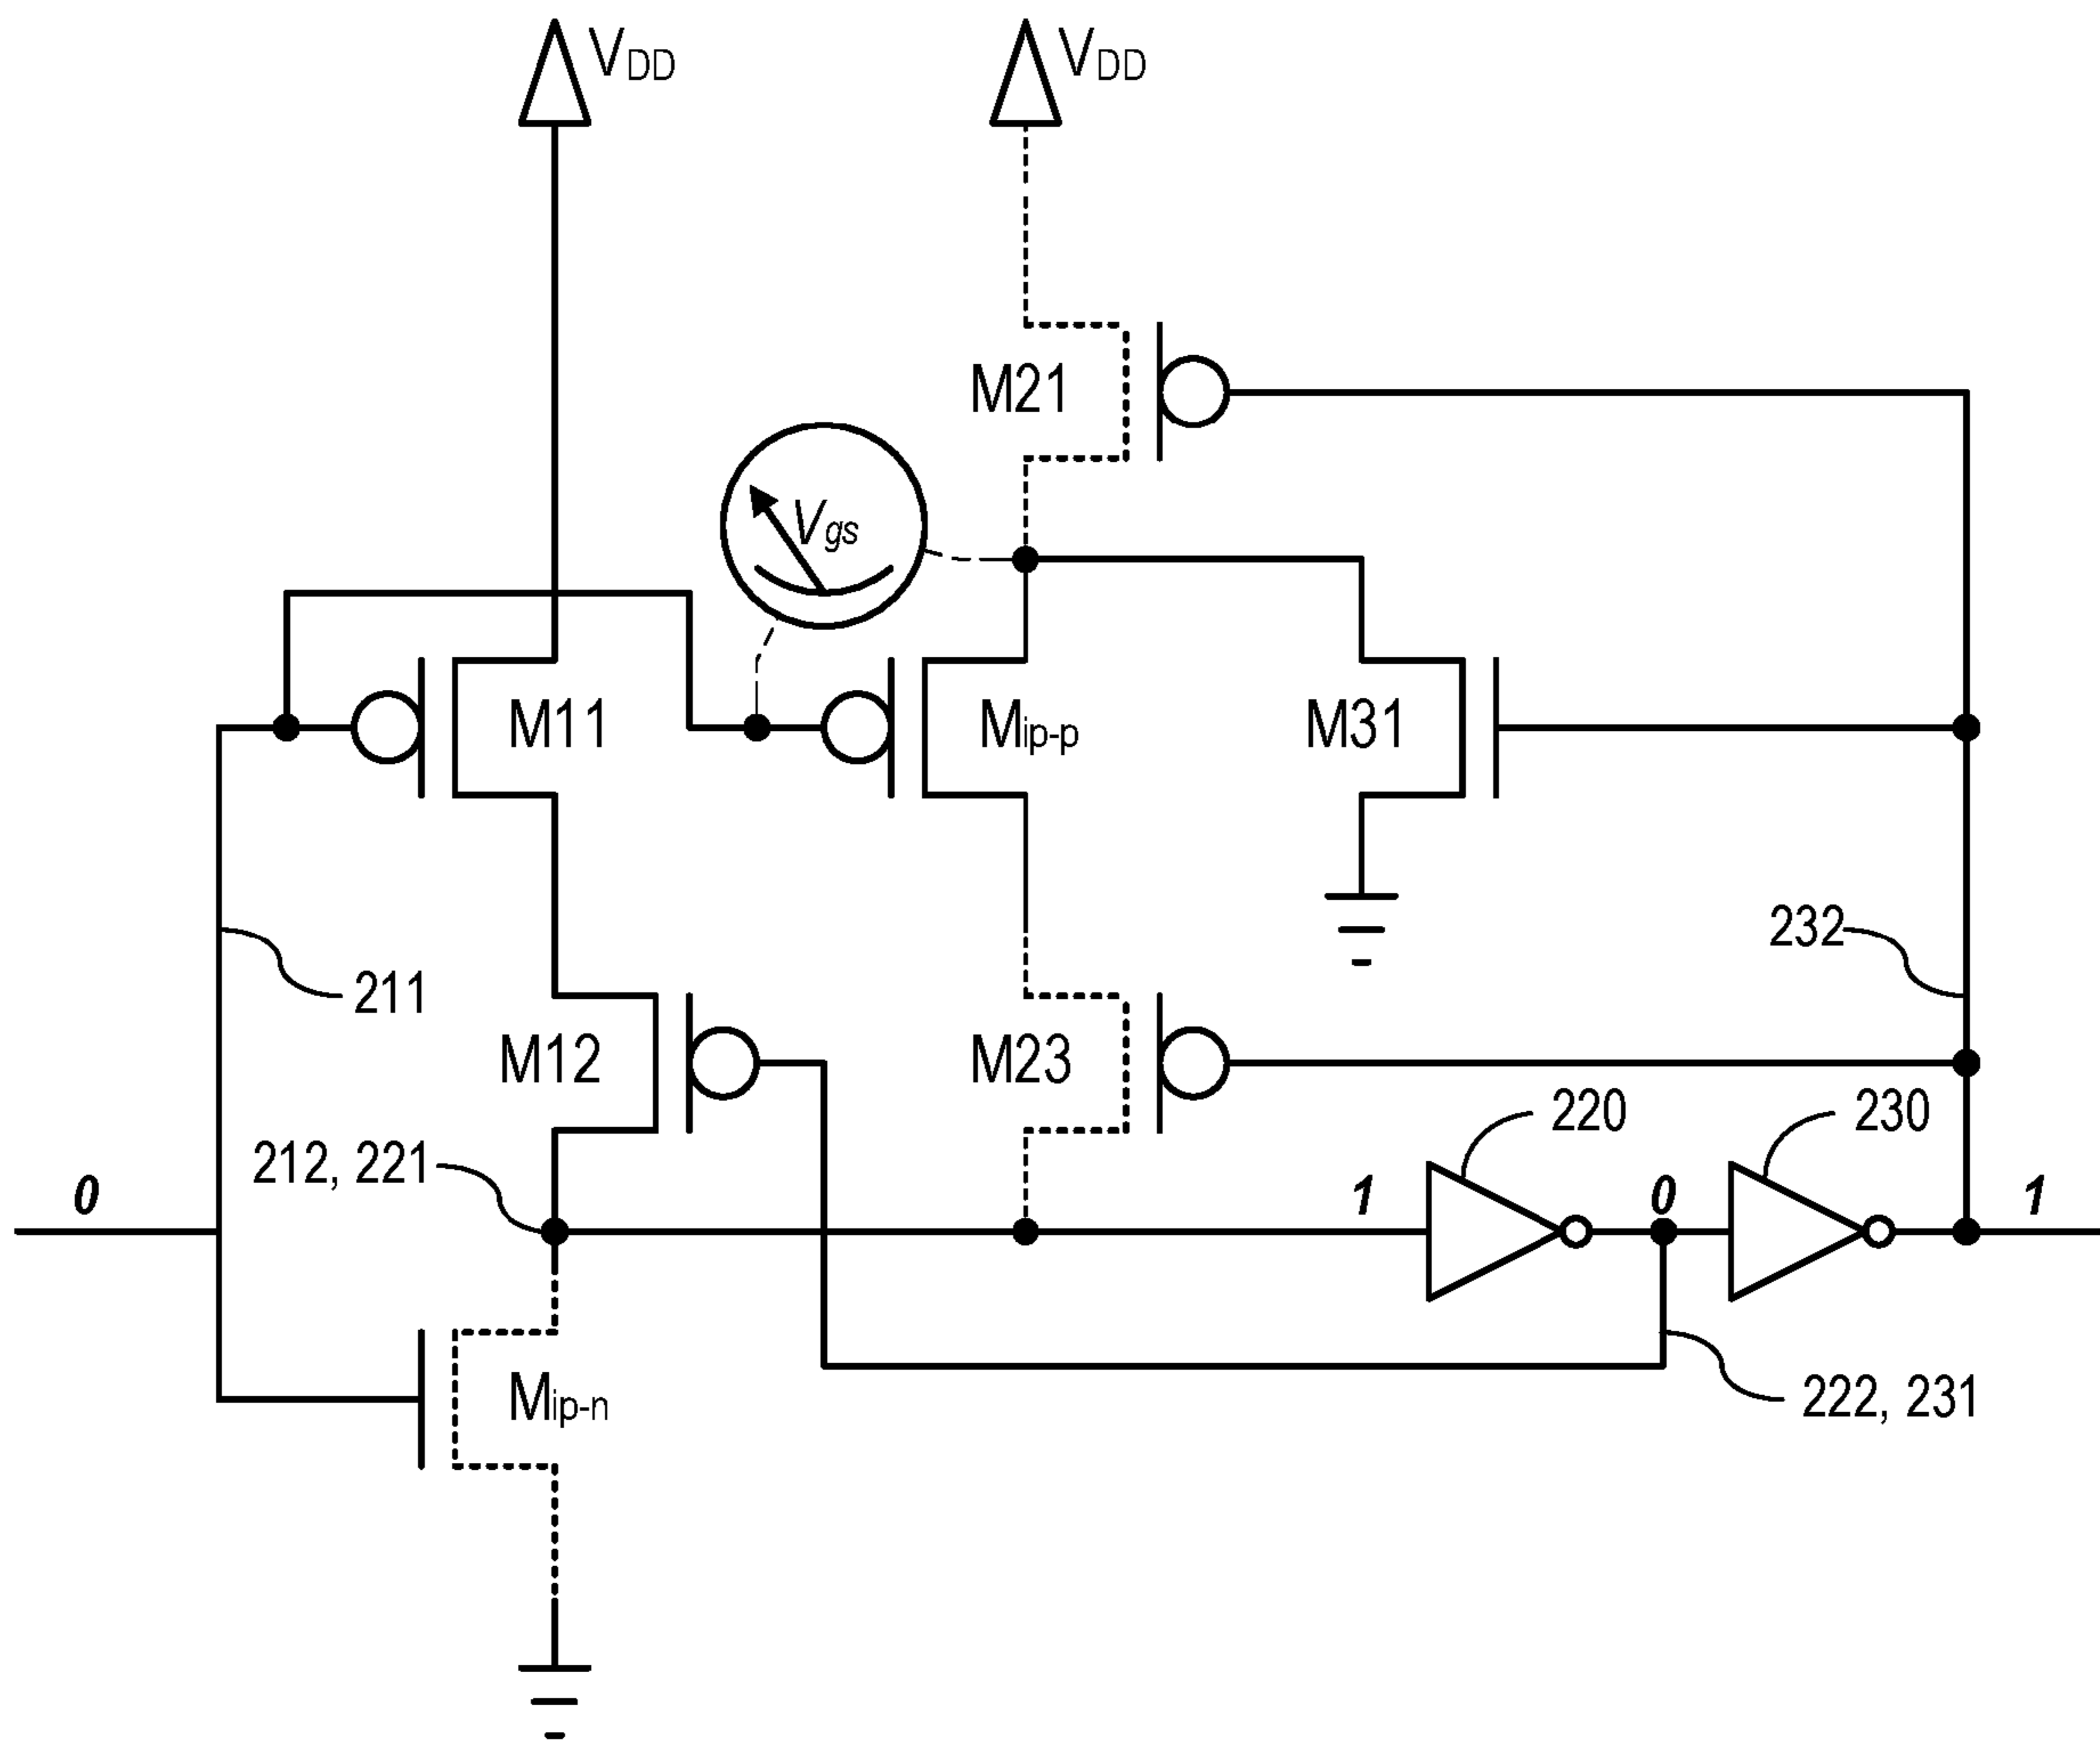 VDD
VDD
M21
Vgs
M11
Mip-p
M31
232
211
M12
M23
220
230
212, 221
0
1
0
1
Mip-n
222, 231